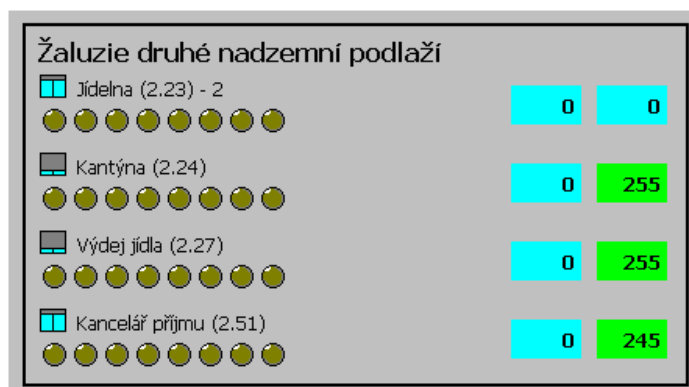 Žaluzie druhé nadzemní podlaží
Jídelna (2.23) - 2
0 0
Kantýna (2.24)
0 255
Výdej jídla (2.27)
0 255
Kancelář příjmu (2.51)
0 245